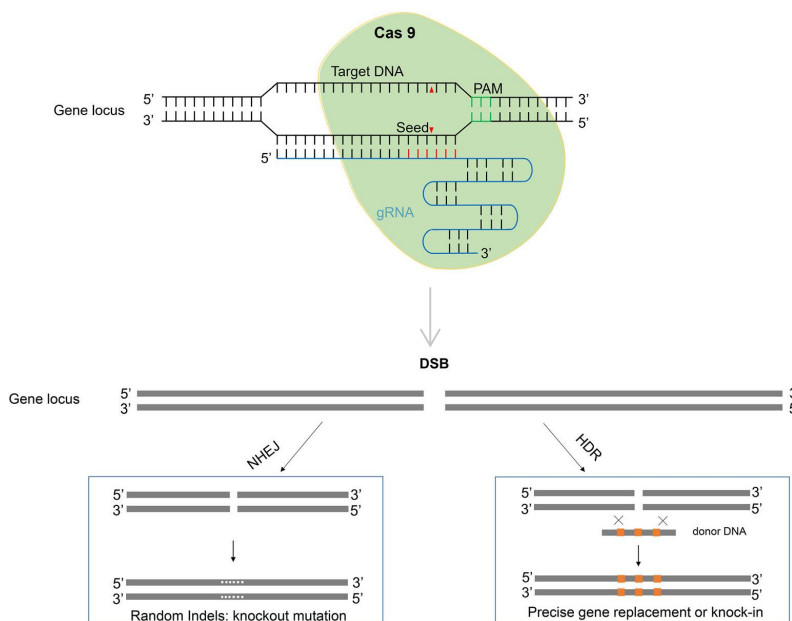 Cas 9
Target DNA
PAM
5’
3’
Gene locus
3’
5’
Seed
5’
gRNA
3’
DSB
5’
3’
Gene locus
3’
5’
NHEJ
HDR
5’
3’
3’
5’
5’
3’
3’
5’
donor DNA
5’
3’
3’
5’
Random Indels: knockout mutation
5’
3’
3’
5’
Precise gene replacement or knock-in